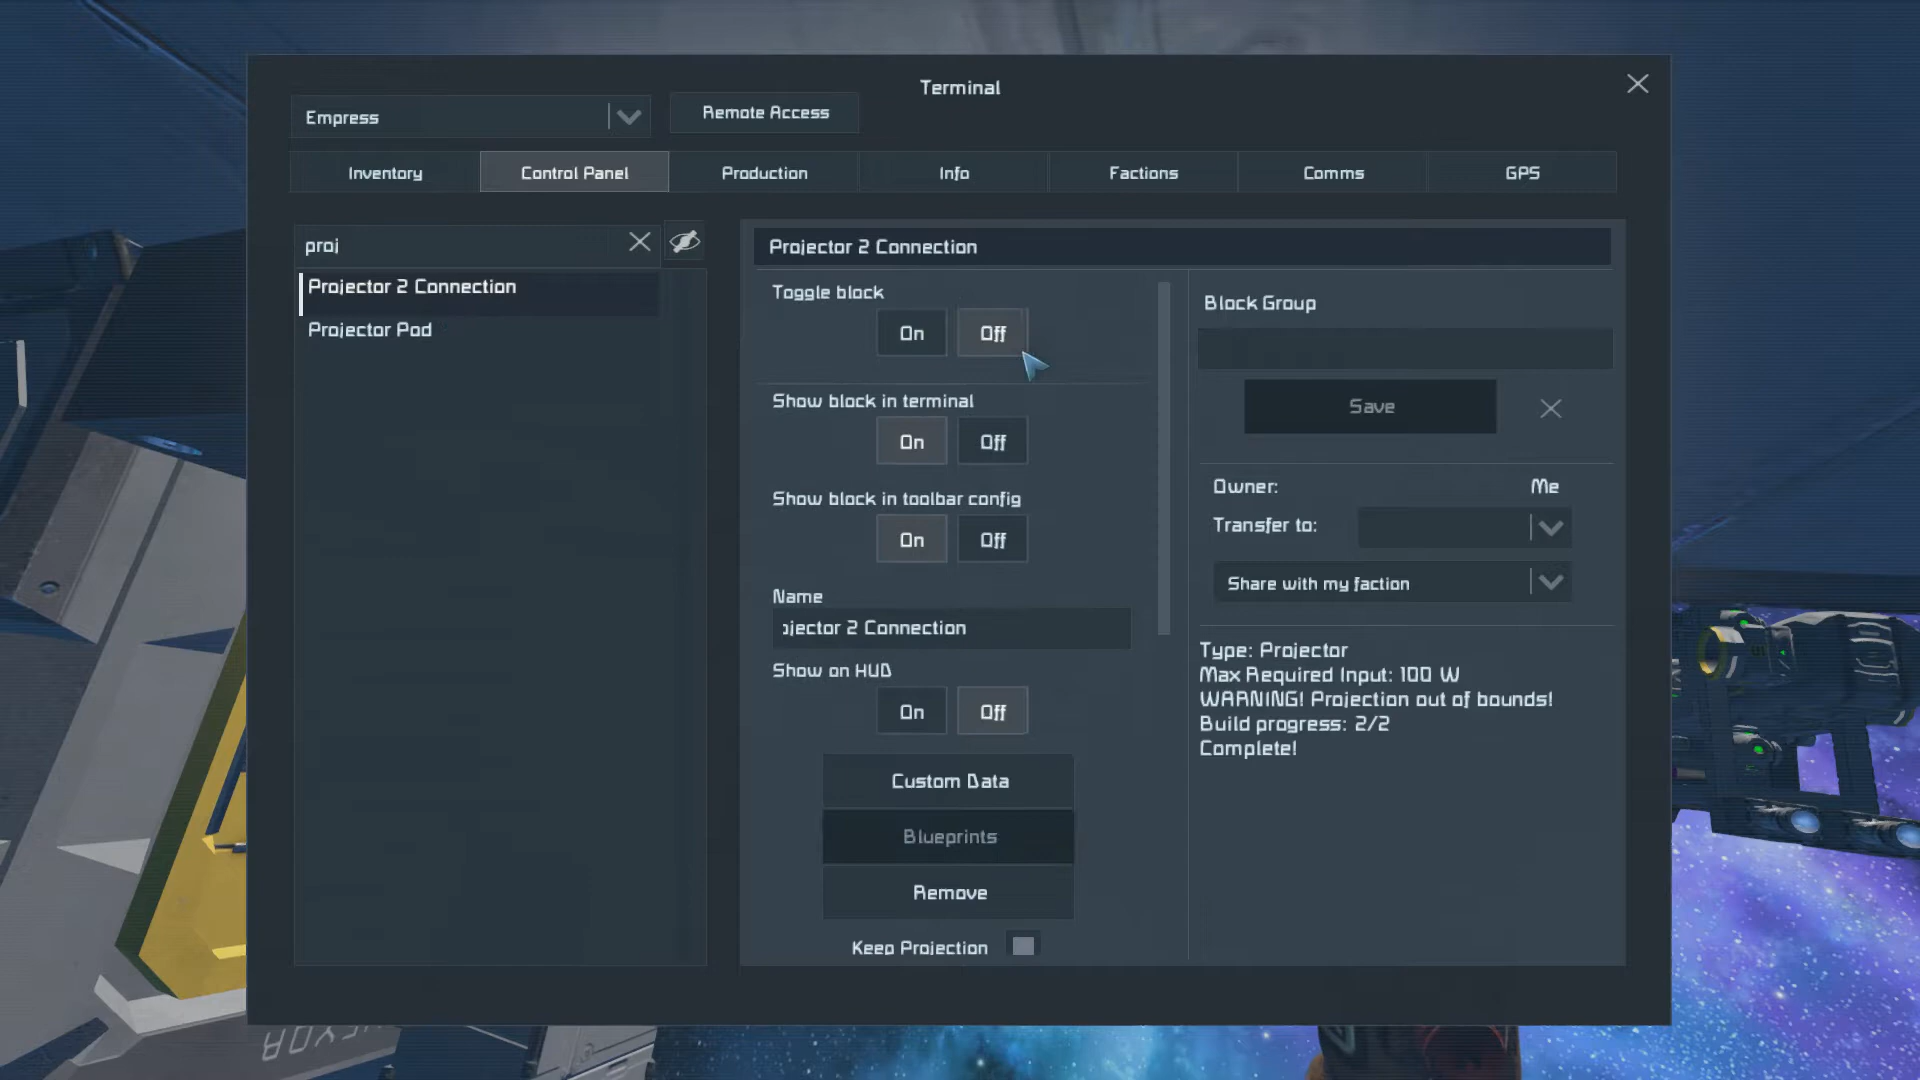 Terminal
Empress
Remote Access
Inventory
Control Panel
Production
Info
Factions
Comms
GPS
proj
Projector 2 Connection
Projector Pod
Projector 2 Connection
Toggle block
On
Off
Show block in terminal
On
Off
Show block in toolbar config
On
Off
Name
ojector 2 Connection
Show on HUD
On
Off
Custom Data
Blueprints
Remove
Keep Projection
Block Group
Save
Owner:
Me
Transfer to:
Share with my faction
Type: Projector
Max Required Input: 100 W
WARNING! Projection out of bounds!
Build progress: 2/2
Complete!